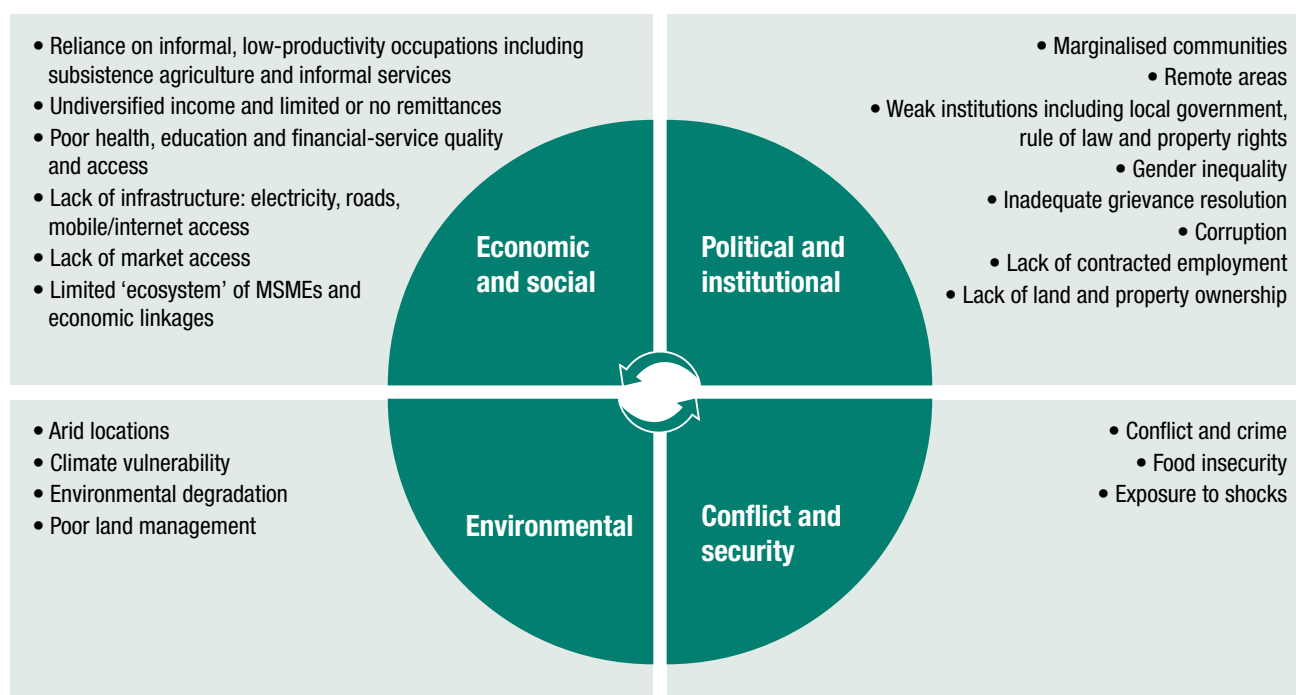 • Reliance on informal, low-productivity occupations including
subsistence agriculture and informal services
• Undiversified income and limited or no remittances
• Poor health, education and financial-service quality
and access
• Lack of infrastructure: electricity, roads,
mobile/internet access
• Lack of market access
• Limited ‘ecosystem’ of MSMEs and
economic linkages
Economic
and social
• Marginalised communities
• Remote areas
• Weak institutions including local government,
rule of law and property rights
• Gender inequality
• Inadequate grievance resolution
• Corruption
• Lack of contracted employment
• Lack of land and property ownership
Political and
institutional
• Arid locations
• Climate vulnerability
• Environmental degradation
• Poor land management
Environmental
• Conflict and crime
• Food insecurity
• Exposure to shocks
Conflict and
security